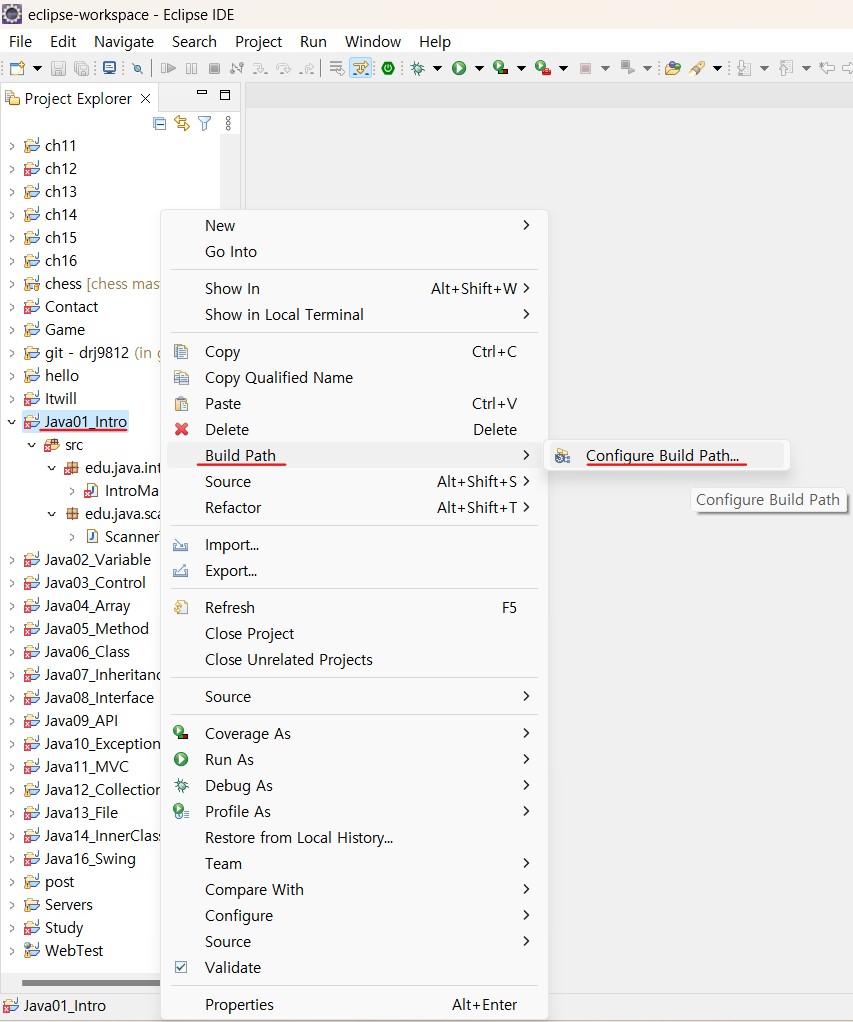 eclipse-workspace - Eclipse IDE
File Edit Navigate Search Project Run Window Help
Project Explorer
ch11
ch12
ch13
ch14
ch15
ch16
chess [chess mas
Contact
Game
git - drj9812 (in g
hello
Itwill
Java01_Intro
src
edu.java.int
IntroMa
edu.java.sca
Scanner
Java02_Variable
Java03_Control
Java04_Array
Java05_Method
Java06_Class
Java07_Inheritanc
Java08_Interface
Java09_API
Java10_Exception
Java11_MVC
Java12_Collection
Java13_File
Java14_InnerClass
Java16_Swing
post
Servers
Study
WebTest
Java01_Intro
New
Go Into
Show In Alt+Shift+W
Show in Local Terminal
Copy Ctrl+C
Copy Qualified Name
Paste Ctrl+V
Delete Delete
Build Path
Source Alt+Shift+S
Refactor Alt+Shift+T
Import...
Export...
Refresh F5
Close Project
Close Unrelated Projects
Source
Coverage As
Run As
Debug As
Profile As
Restore from Local History...
Team
Compare With
Configure
Source
Validate
Properties Alt+Enter
Configure Build Path...
Configure Build Path